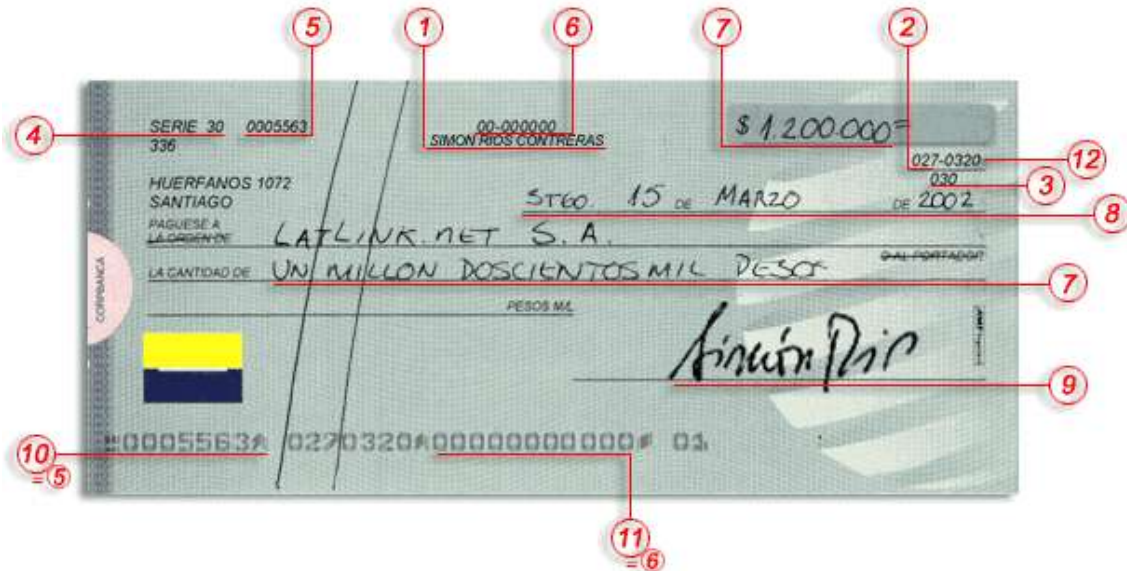 5 1 6 7 2
4 SERIE 30 0005563 00-000000 $ 1.200.000=
336 SIMON RIOS CONTRERAS
027-0320 12
030 3
HUERFANOS 1072
SANTIAGO STGO. 15 DE MARZO DE 2002
8
PAGUESE A
LA ORDEN DE LATLINK.NET S.A.
O AL PORTADOR
LA CANTIDAD DE UN MILLON DOSCIENTOS MIL PESOS
7
PESOS M/L
CORPBANCA
Simón Rios
9
0005563 0270320 00000000000 01
10
= 5
11
= 6